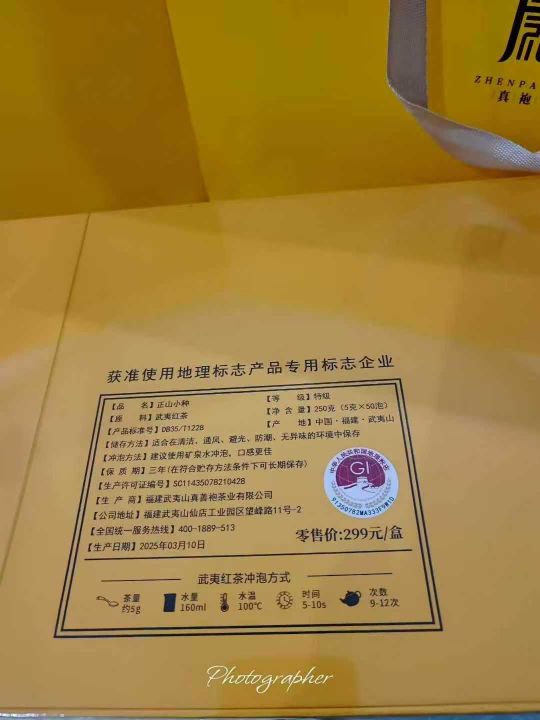 ZHENPA
真袍
获准使用地理标志产品专用标志企业
【品 名】正山小种 【等 级】特级
【原 料】武夷红茶 【净 含 量】250克（5克×50泡）
【产品标准号】DB35/T1228 【产 地】中国·福建·武夷山
【储存方法】适合在清洁、通风、避光、防潮、无异味的环境中保存
【冲泡方法】建议使用矿泉水冲泡，口感更佳
【保 质 期】三年(在符合贮存方法条件下可长期保存)
【生产许可证编号】SC11435078210428
【生 产 商】福建武夷山真善袍茶业有限公司
【公司地址】福建武夷山仙店工业园区望峰路11号-2
【全国统一服务热线】400-1889-513
【生产日期】2025年03月10日
中华人民共和国地理标志
GI
零售价:299元/盒
武夷红茶冲泡方式
茶量 水量 水温 时间 次数
约5g 160ml 100℃ 5-10s 9-12次
Photographer